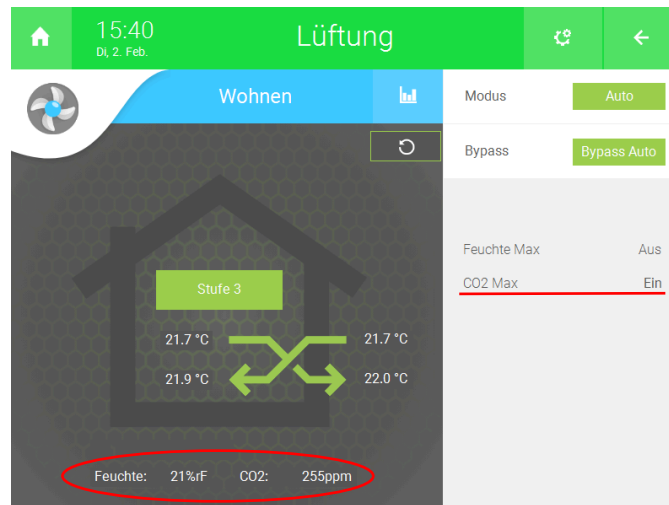 15:40
Di, 2. Feb.
Lüftung
Wohnen
Modus Auto
Bypass Bypass Auto
Feuchte Max Aus
CO2 Max Ein
Stufe 3
21.7 °C 21.7 °C
21.9 °C 22.0 °C
Feuchte: 21%rF CO2: 255ppm